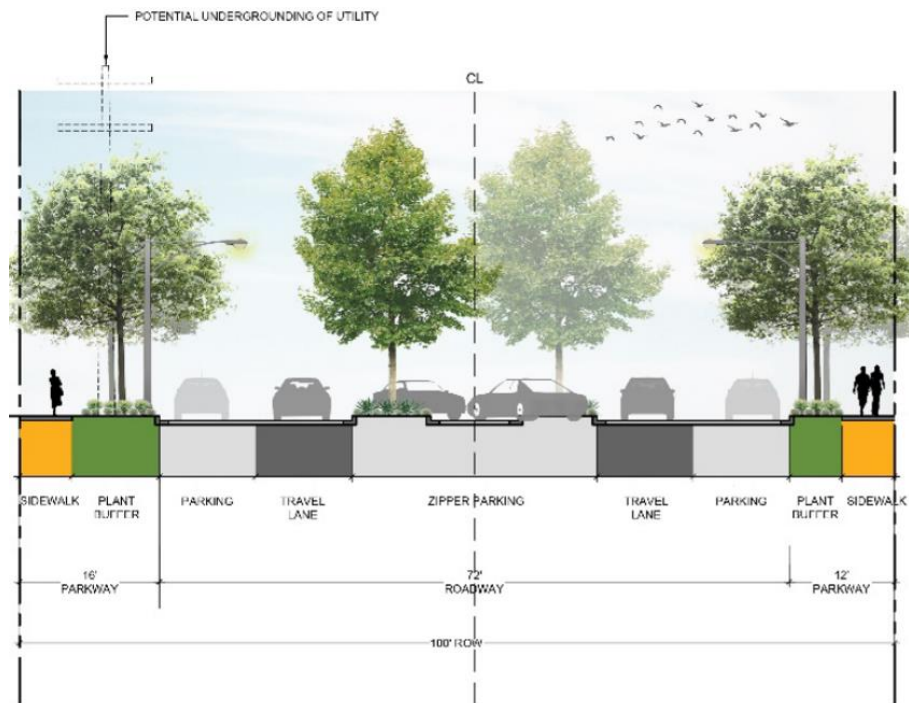 POTENTIAL UNDERGROUNDING OF UTILITY
CL
SIDEWALK
PLANT
BUFFER
PARKING
TRAVEL
LANE
ZIPPER PARKING
TRAVEL
LANE
PARKING
PLANT
BUFFER
SIDEWALK
16'
PARKWAY
72'
ROADWAY
12'
PARKWAY
100' ROW